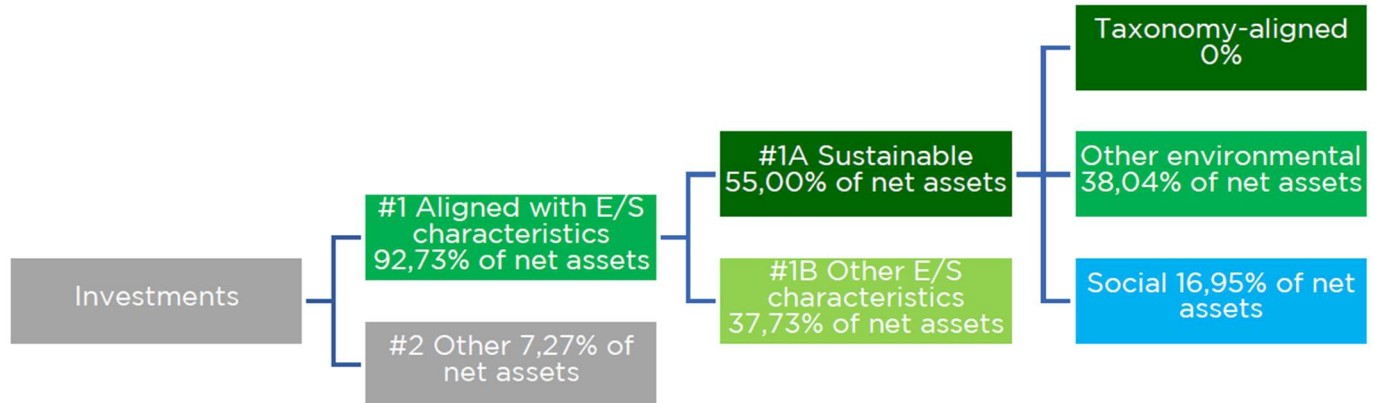 Investments
#1 Aligned with E/S
characteristics
92,73% of net assets
#2 Other 7,27% of
net assets
#1A Sustainable
55,00% of net assets
#1B Other E/S
characteristics
37,73% of net assets
Taxonomy-aligned
0%
Other environmental
38,04% of net assets
Social 16,95% of net
assets